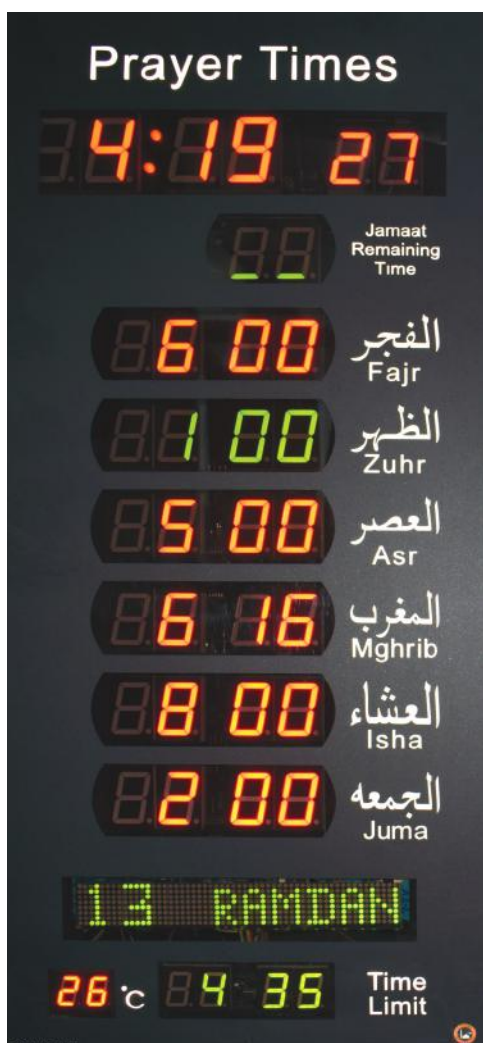 Prayer Times
4:19 27
Jamaat
Remaining
Time
_ _
6 00 الفجر
Fajr
1 00 الظهر
Zuhr
5 00 العصر
Asr
6 16 المغرب
Mghrib
8 00 العشاء
Isha
2 00 الجمعه
Juma
13 RAMDAN
26 °C 4 35 Time
Limit